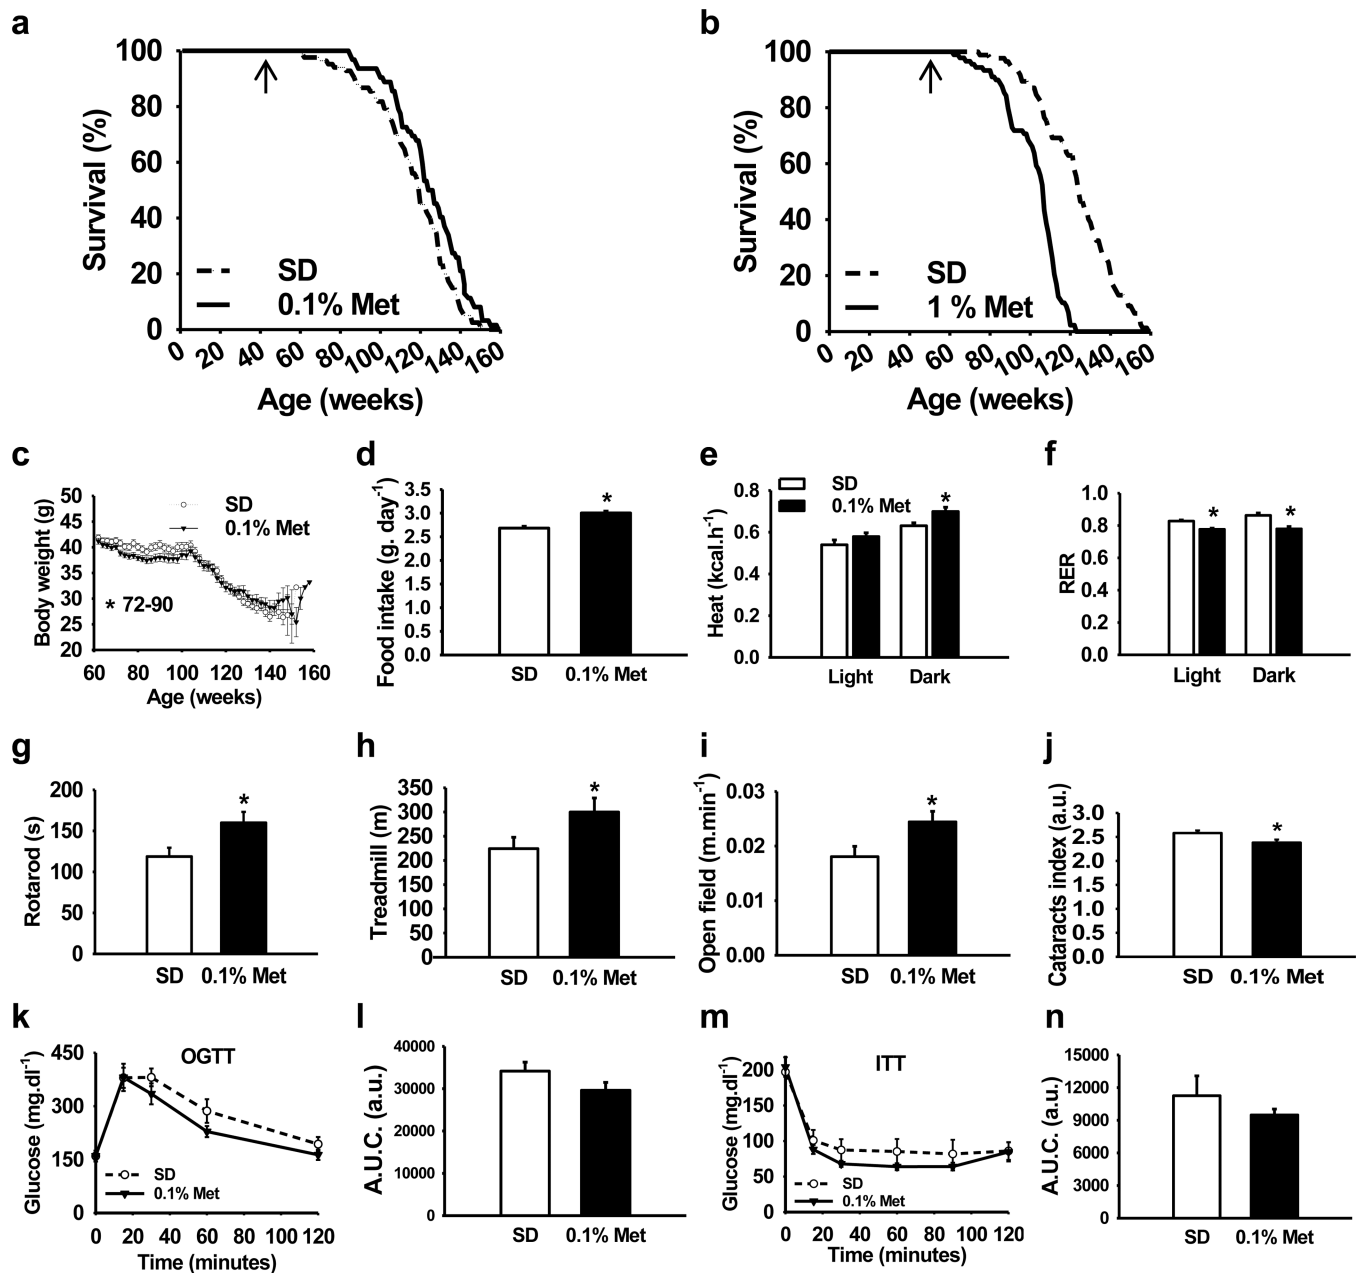 a
Survival (%)
100
80
60
40
20
0
SD
0.1% Met
0 20 40 60 80 100 120 140 160
Age (weeks)
b
Survival (%)
100
80
60
40
20
0
SD
1 % Met
0 20 40 60 80 100 120 140 160
Age (weeks)
c
Body weight (g)
50
45
40
35
30
25
20
SD
0.1% Met
* 72-90
60 80 100 120 140 160
Age (weeks)
d
Food intake (g. day⁻¹)
3.5
3.0
2.5
2.0
1.5
1.0
0.5
0.0
*
SD 0.1% Met
e
Heat (kcal.h⁻¹)
0.8
0.6
0.4
0.2
0.0
SD
0.1% Met
*
Light Dark
f
RER
1.0
0.8
0.6
0.4
0.2
0.0
* *
Light Dark
g
Rotarod (s)
200
150
100
50
0
*
SD 0.1% Met
h
Treadmill (m)
350
300
250
200
150
100
50
0
*
SD 0.1% Met
i
Open field (m.min⁻¹)
0.03
0.02
0.01
0.00
*
SD 0.1% Met
j
Cataracts index (a.u.)
3.0
2.5
2.0
1.5
1.0
0.5
0.0
*
SD 0.1% Met
k
Glucose (mg.dl⁻¹)
450
300
150
0
OGTT
SD
0.1% Met
0 20 40 60 80 100 120
Time (minutes)
l
A.U.C. (a.u.)
40000
30000
20000
10000
0
SD 0.1% Met
m
Glucose (mg.dl⁻¹)
200
150
100
50
0
ITT
SD
0.1% Met
0 20 40 60 80 100 120
Time (minutes)
n
A.U.C. (a.u.)
15000
12000
9000
6000
3000
0
SD 0.1% Met